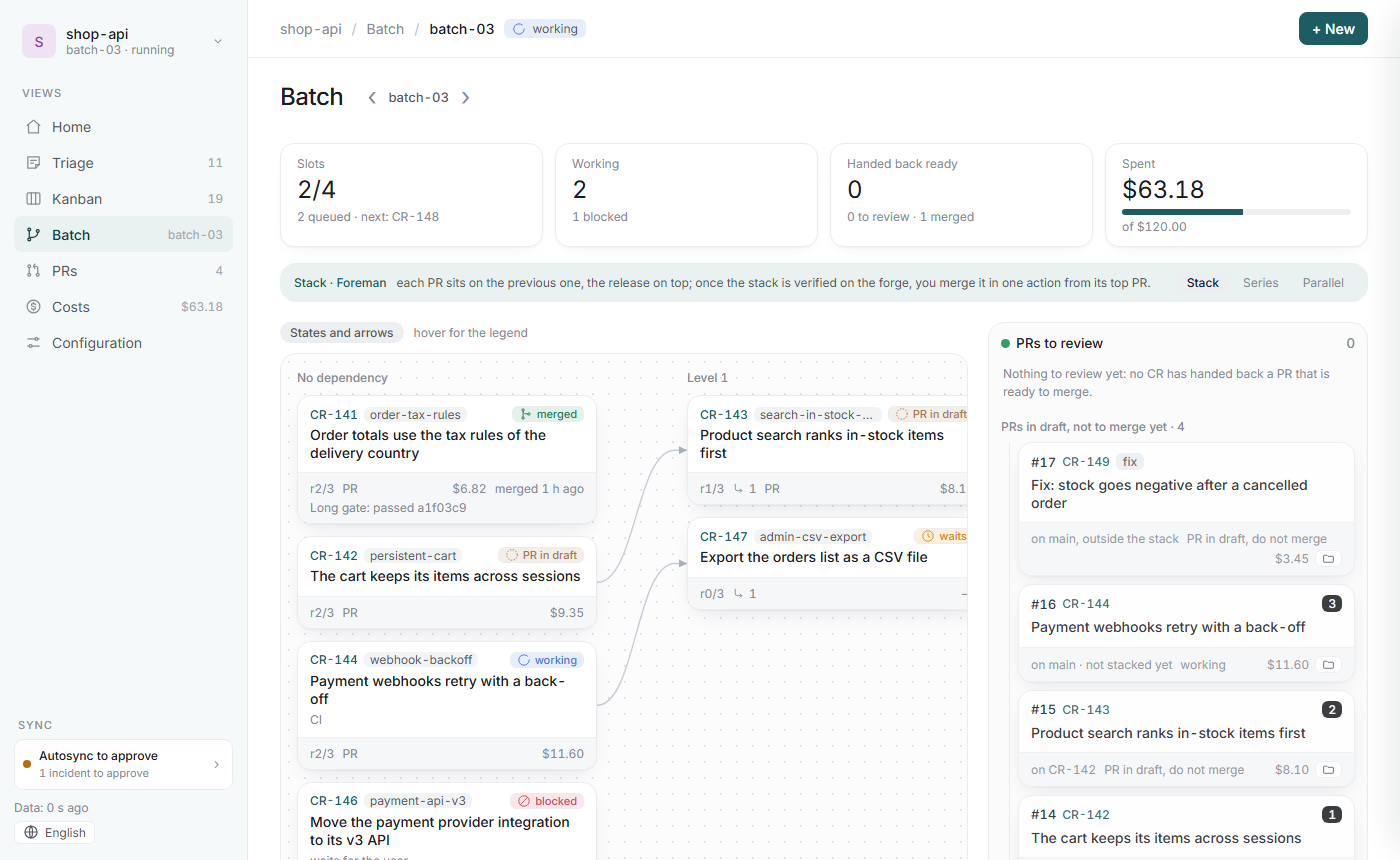 S
shop-api
batch-03 · running
VIEWS
Home
Triage 11
Kanban 19
Batch batch-03
PRs 4
Costs $63.18
Configuration
SYNC
Autosync to approve
1 incident to approve
Data: 0 s ago
English
shop-api / Batch / batch-03 working
+ New
Batch batch-03
Slots
2/4
2 queued · next: CR-148
Working
2
1 blocked
Handed back ready
0
0 to review · 1 merged
Spent
$63.18
of $120.00
Stack · Foreman each PR sits on the previous one, the release on top; once the stack is verified on the forge, you merge it in one action from its top PR.
Stack Series Parallel
States and arrows hover for the legend
No dependency
CR-141 order-tax-rules merged
Order totals use the tax rules of the
delivery country
r2/3 PR $6.82 merged 1 h ago
Long gate: passed a1f03c9
CR-142 persistent-cart PR in draft
The cart keeps its items across sessions
r2/3 PR $9.35
CR-144 webhook-backoff working
Payment webhooks retry with a back-
off
CI
r2/3 PR $11.60
CR-146 payment-api-v3 blocked
Move the payment provider integration
to its v3 API
waits for the user
Level 1
CR-143 search-in-stock-... PR in draft
Product search ranks in-stock items
first
r1/3 ↳ 1 PR $8.1
CR-147 admin-csv-export waits
Export the orders list as a CSV file
r0/3 ↳ 1 –
PRs to review 0
Nothing to review yet: no CR has handed back a PR that is
ready to merge.
PRs in draft, not to merge yet · 4
#17 CR-149 fix
Fix: stock goes negative after a cancelled
order
on main, outside the stack PR in draft, do not merge
$3.45
#16 CR-144 3
Payment webhooks retry with a back-off
on main · not stacked yet working $11.60
#15 CR-143 2
Product search ranks in-stock items first
on CR-142 PR in draft, do not merge $8.10
#14 CR-142 1
The cart keeps its items across sessions